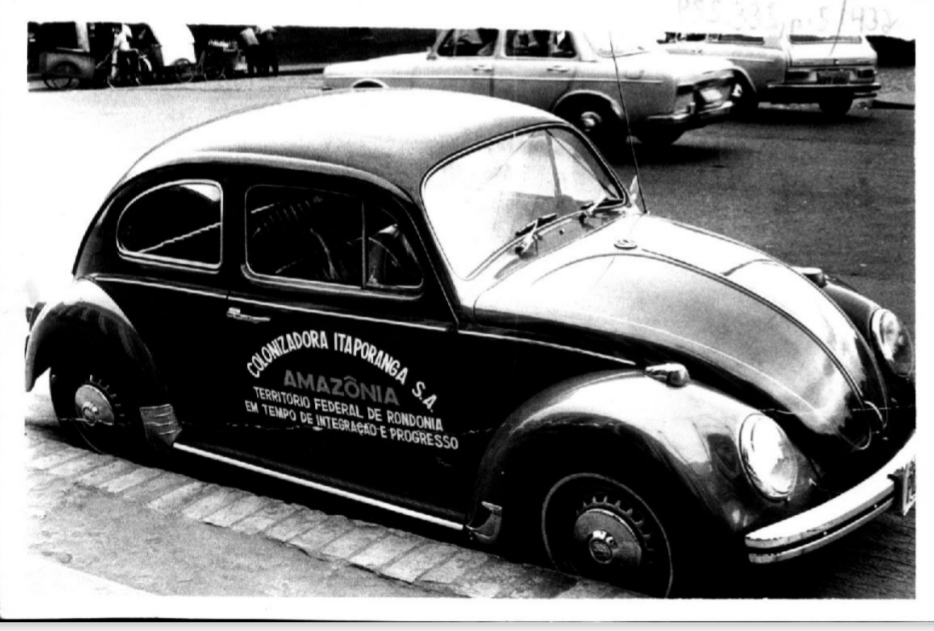 COLONIZADORA ITAPORANGA S.A.
AMAZÔNIA
TERRITORIO FEDERAL DE RONDONIA
EM TEMPO DE INTEGRAÇÃO E PROGRESSO